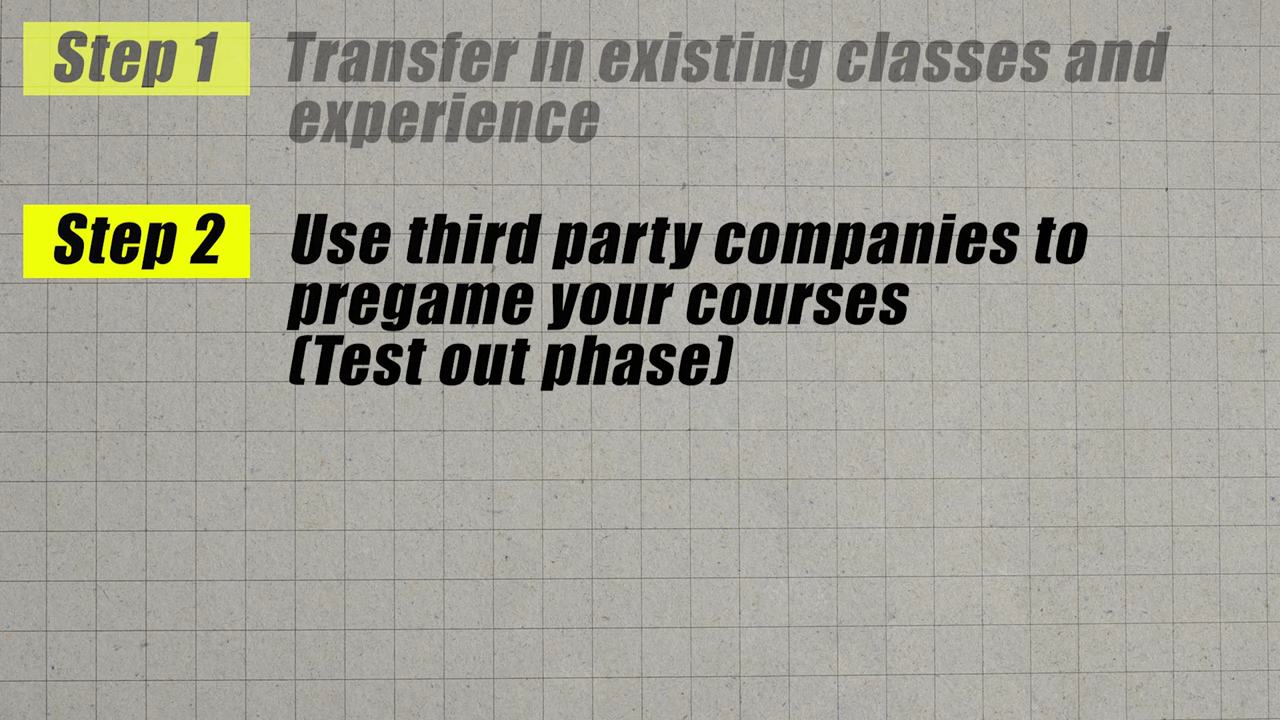 Step 1 Transfer in existing classes and
experience
Step 2 Use third party companies to
pregame your courses
(Test out phase)